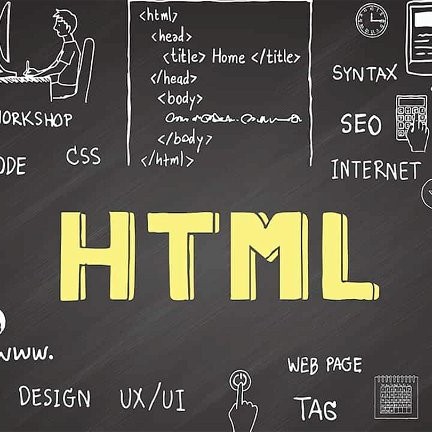 <html>
<head>
<title> Home </title>
</head>
<body>
</body>
</html>
SYNTAX
WORKSHOP
SEO
ODE
CSS
INTERNET
HTML
www.
WEB PAGE
DESIGN
UX/UI
TAG